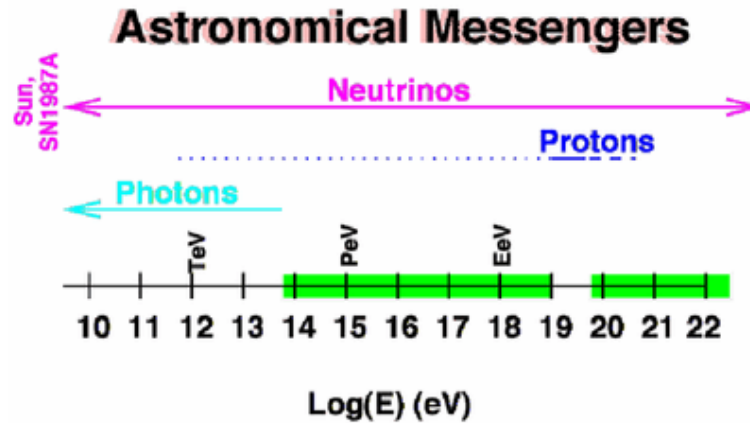 Astronomical Messengers
Sun,
SN1987A
Neutrinos
Protons
Photons
TeV
PeV
EeV
10 11 12 13 14 15 16 17 18 19 20 21 22
Log(E) (eV)